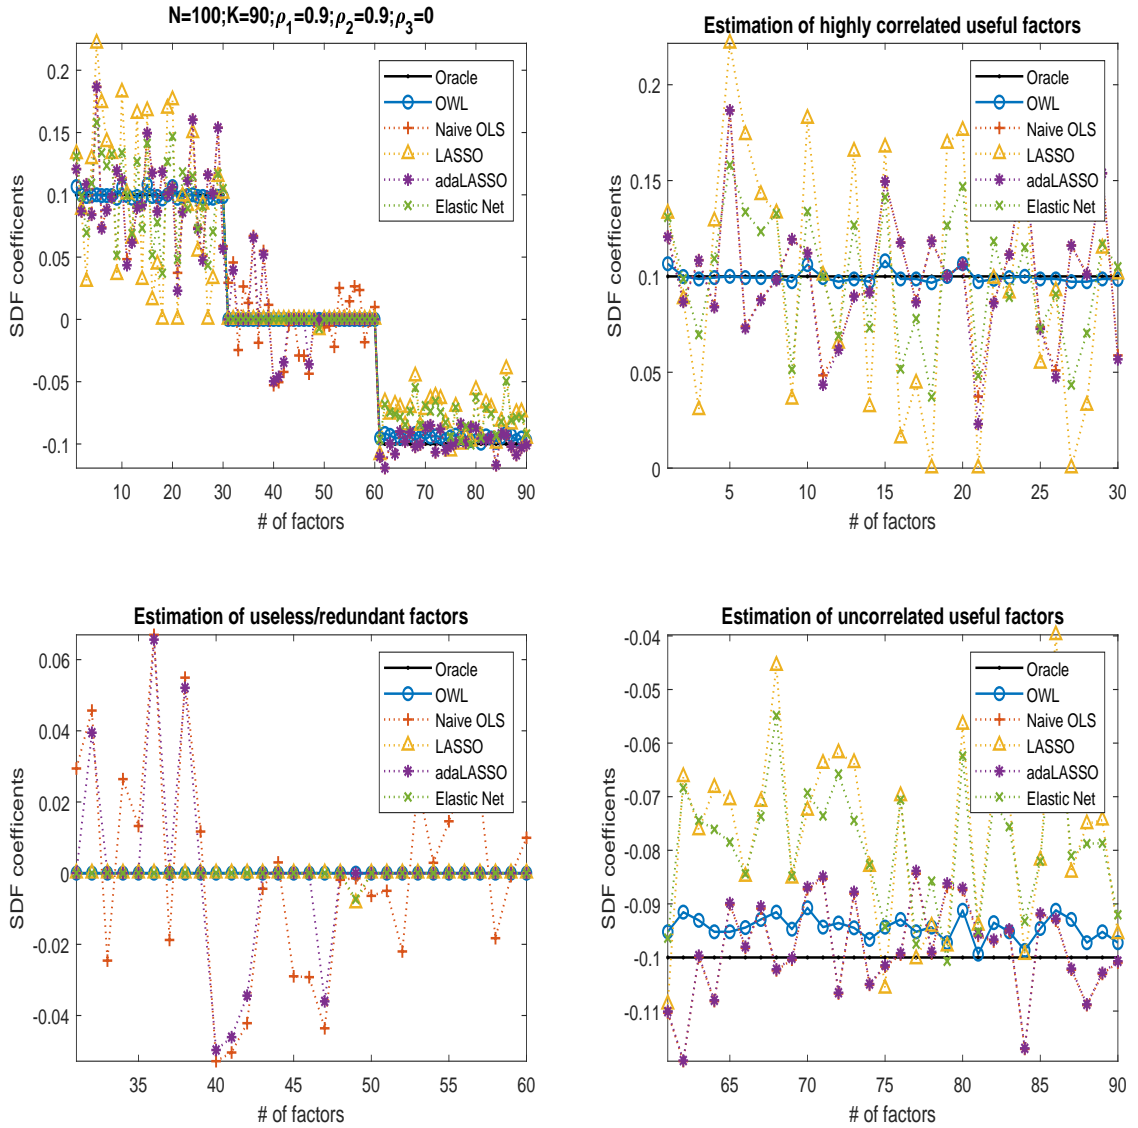 N=100;K=90;ρ1=0.9;ρ2=0.9;ρ3=0
SDF coefficents
0.2
0.15
0.1
0.05
0
-0.05
-0.1
10 20 30 40 50 60 70 80 90
# of factors
Oracle
OWL
Naive OLS
LASSO
adaLASSO
Elastic Net
Estimation of highly correlated useful factors
SDF coefficents
0.2
0.15
0.1
0.05
0
5 10 15 20 25 30
# of factors
Oracle
OWL
Naive OLS
LASSO
adaLASSO
Elastic Net
Estimation of useless/redundant factors
SDF coefficents
0.06
0.04
0.02
0
-0.02
-0.04
35 40 45 50 55 60
# of factors
Oracle
OWL
Naive OLS
LASSO
adaLASSO
Elastic Net
Estimation of uncorrelated useful factors
SDF coefficents
-0.04
-0.05
-0.06
-0.07
-0.08
-0.09
-0.1
-0.11
65 70 75 80 85 90
# of factors
Oracle
OWL
Naive OLS
LASSO
adaLASSO
Elastic Net